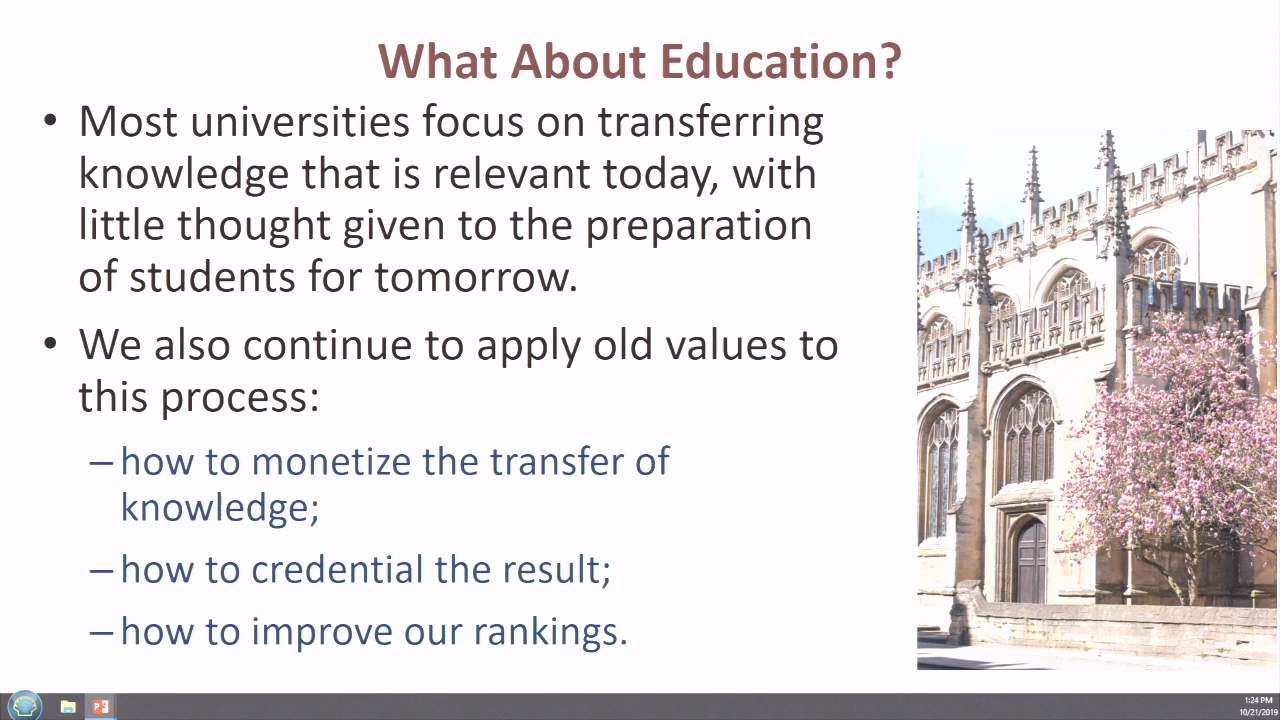 What About Education?
• Most universities focus on transferring
knowledge that is relevant today, with
little thought given to the preparation
of students for tomorrow.
• We also continue to apply old values to
this process:
– how to monetize the transfer of
knowledge;
– how to credential the result;
– how to improve our rankings.
1:24 PM
10/21/2019